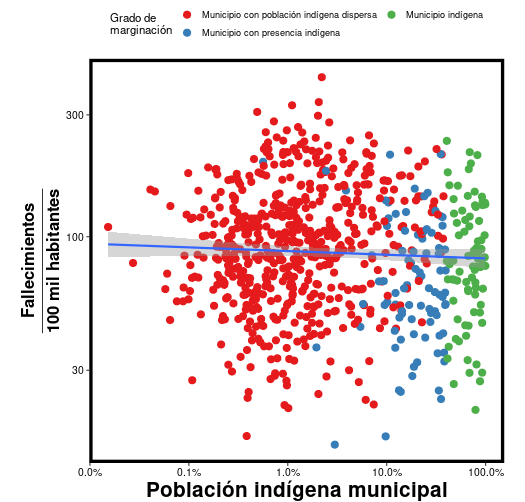 Grado de
marginación
Municipio con población indígena dispersa
Municipio indígena
Municipio con presencia indígena
Fallecimientos
100 mil habitantes
300
100
30
0.0%
0.1%
1.0%
10.0%
100.0%
Población indígena municipal